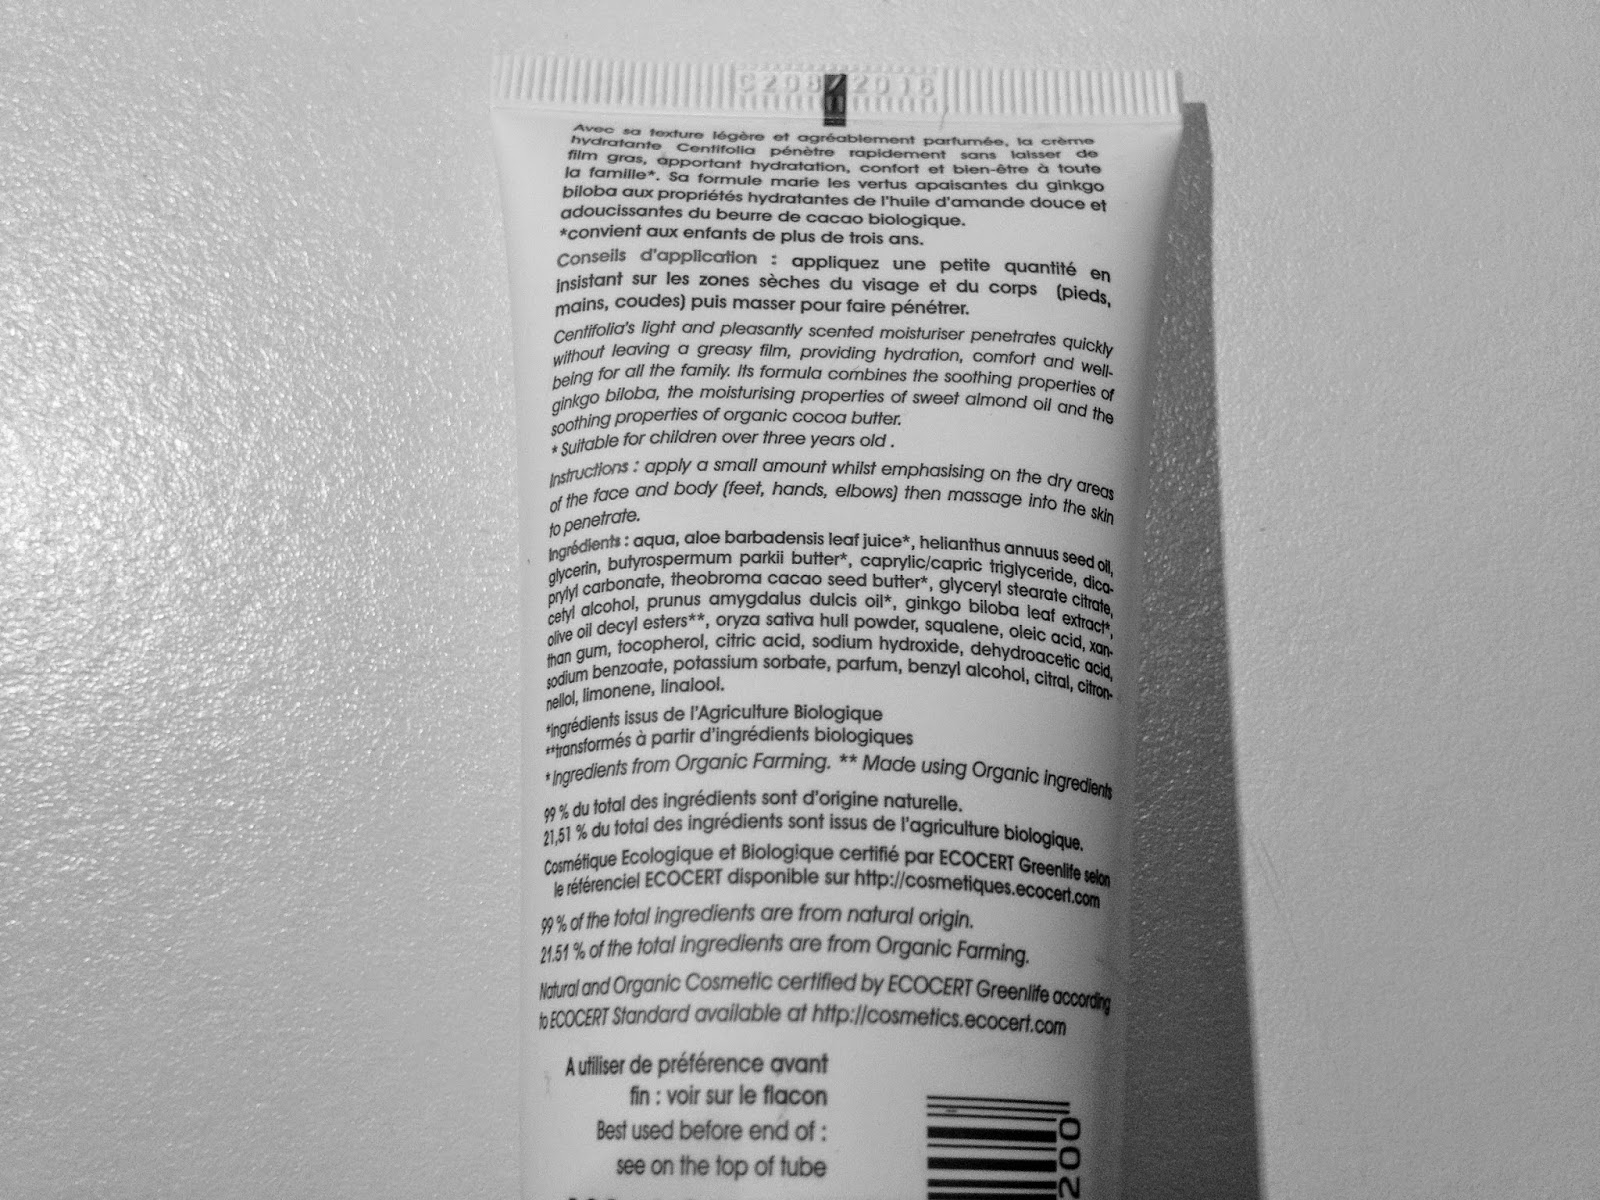 C208 2016
Avec sa texture légère et agréablement parfumée, la crème
hydratante Centifolia pénètre rapidement sans laisser de
film gras, apportant hydratation, confort et bien-être à toute
la famille*. Sa formule marie les vertus apaisantes du ginkgo
biloba aux propriétés hydratantes de l'huile d'amande douce et
adoucissantes du beurre de cacao biologique.
*convient aux enfants de plus de trois ans.
Conseils d'application : appliquez une petite quantité en
insistant sur les zones sèches du visage et du corps (pieds,
mains, coudes) puis masser pour faire pénétrer.
Centifolia's light and pleasantly scented moisturiser penetrates quickly
without leaving a greasy film, providing hydration, comfort and well-
being for all the family. Its formula combines the soothing properties of
ginkgo biloba, the moisturising properties of sweet almond oil and the
soothing properties of organic cocoa butter.
* Suitable for children over three years old .
Instructions : apply a small amount whilst emphasising on the dry areas
of the face and body (feet, hands, elbows) then massage into the skin
to penetrate.
Ingrédients : aqua, aloe barbadensis leaf juice*, helianthus annuus seed oil,
glycerin, butyrospermum parkii butter*, caprylic/capric triglyceride, dica-
prylyl carbonate, theobroma cacao seed butter*, glyceryl stearate citrate,
cetyl alcohol, prunus amygdalus dulcis oil*, ginkgo biloba leaf extract*,
olive oil decyl esters**, oryza sativa hull powder, squalene, oleic acid, xan-
than gum, tocopherol, citric acid, sodium hydroxide, dehydroacetic acid,
sodium benzoate, potassium sorbate, parfum, benzyl alcohol, citral, citron-
nellol, limonene, linalool.
*ingrédients issus de l'Agriculture Biologique
**transformés à partir d'ingrédients biologiques
* Ingredients from Organic Farming. ** Made using Organic ingredients
99 % du total des ingrédients sont d'origine naturelle.
21,51 % du total des ingrédients sont issus de l'agriculture biologique.
Cosmétique Ecologique et Biologique certifié par ECOCERT Greenlife selon
le référenciel ECOCERT disponible sur http://cosmetiques.ecocert.com
99 % of the total ingredients are from natural origin.
21.51 % of the total ingredients are from Organic Farming.
Natural and Organic Cosmetic certified by ECOCERT Greenlife according
to ECOCERT Standard available at http://cosmetics.ecocert.com
A utiliser de préférence avant
fin : voir sur le flacon
Best used before end of :
see on the top of tube
200